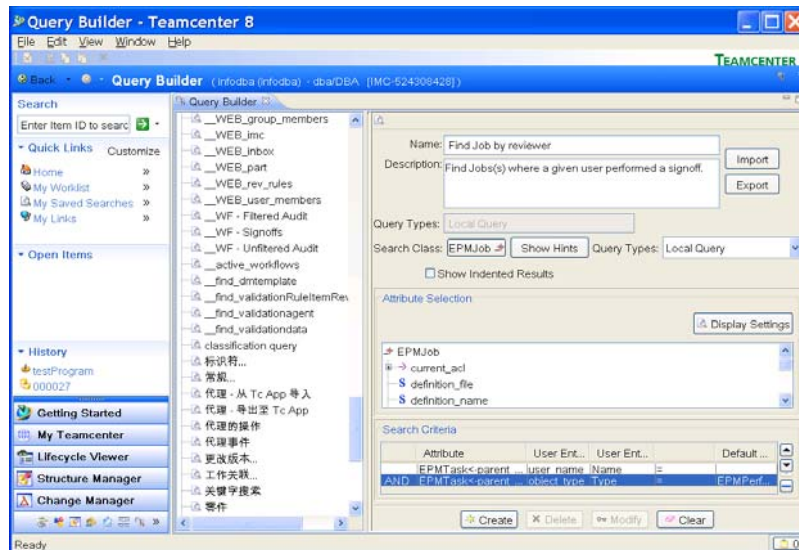 Query Builder - Teamcenter 8
File Edit View Window Help
TEAMCENTER
Back Query Builder ( infodba (infodba) - dba/DBA [IMC-524308428] )
Search
Enter Item ID to searc
Quick Links Customize
Home
My Worklist
My Saved Searches
My Links
Open Items
History
testProgram
000027
Getting Started
My Teamcenter
Lifecycle Viewer
Structure Manager
Change Manager
Query Builder
__WEB_group_members
__WEB_imc
__WEB_inbox
__WEB_part
__WEB_rev_rules
__WEB_user_members
__WF - Filtered Audit
__WF - Signoffs
__WF - Unfiltered Audit
__active_workflows
__find_dmtemplate
__find_validationRuleItemRev
__find_validationagent
__find_validationdata
classification query
标识符...
常规...
代理 - 从 Tc App 导入
代理 - 导出至 Tc App
代理的操作
代理事件
更改版本...
工作关联...
关键字搜索
零件
Name: Find Job by reviewer
Description: Find Jobs(s) where a given user performed a signoff.
Import
Export
Query Types: Local Query
Search Class: EPMJob Show Hints Query Types: Local Query
Show Indented Results
Attribute Selection
Display Settings
EPMJob
current_acl
S definition_file
S definition_name
Search Criteria
Attribute User Ent... User Ent... Default ...
EPMTask<-parent ... user_name Name =
AND EPMTask<-parent ... object_type Type = EPMPerf...
Create Delete Modify Clear
Ready
0